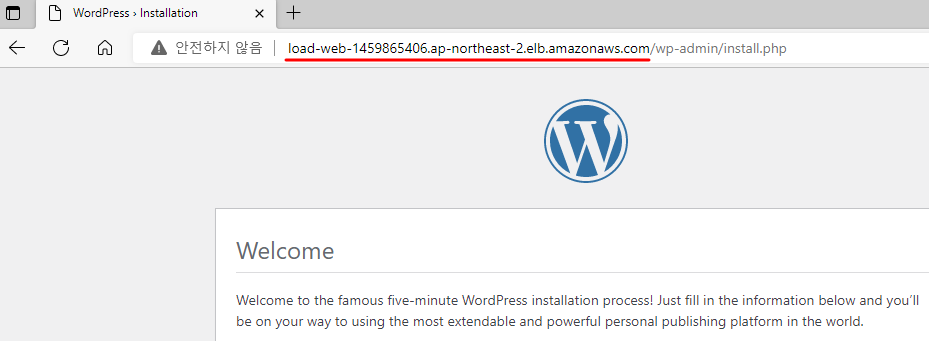 WordPress › Installation
안전하지 않음
load-web-1459865406.ap-northeast-2.elb.amazonaws.com/wp-admin/install.php
Welcome
Welcome to the famous five-minute WordPress installation process! Just fill in the information below and you’ll
be on your way to using the most extendable and powerful personal publishing platform in the world.